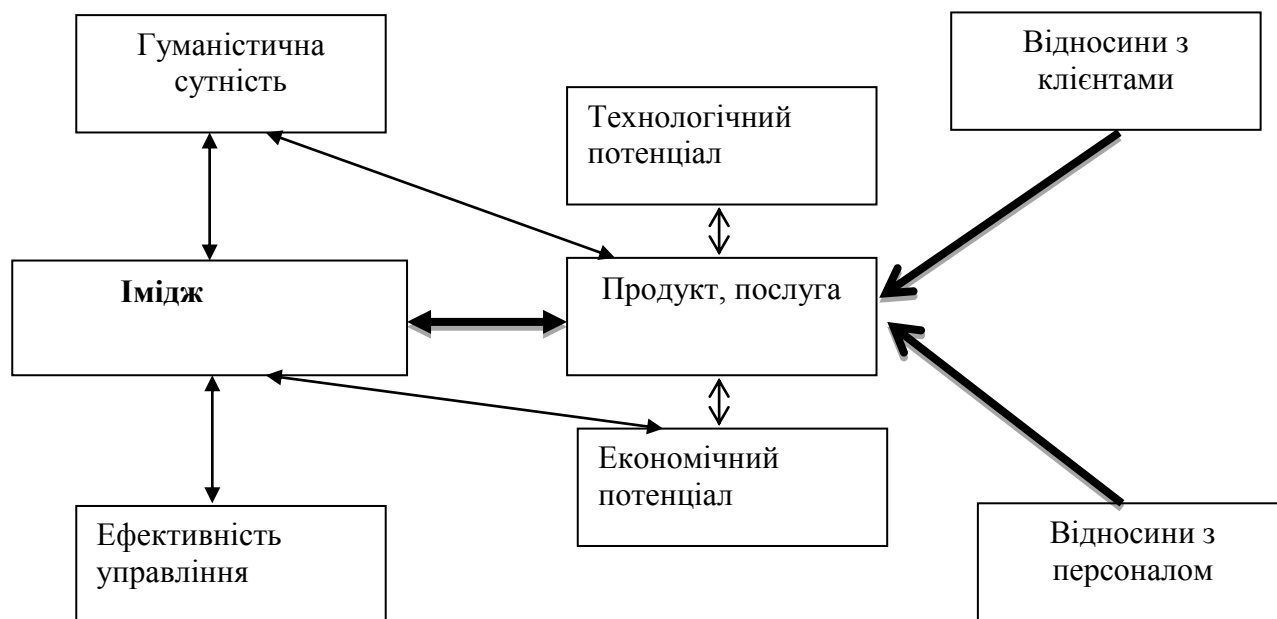 Гуманістична
сутність
Відносини з
клієнтами
Технологічний
потенціал
Імідж
Продукт, послуга
Економічний
потенціал
Ефективність
управління
Відносини з
персоналом